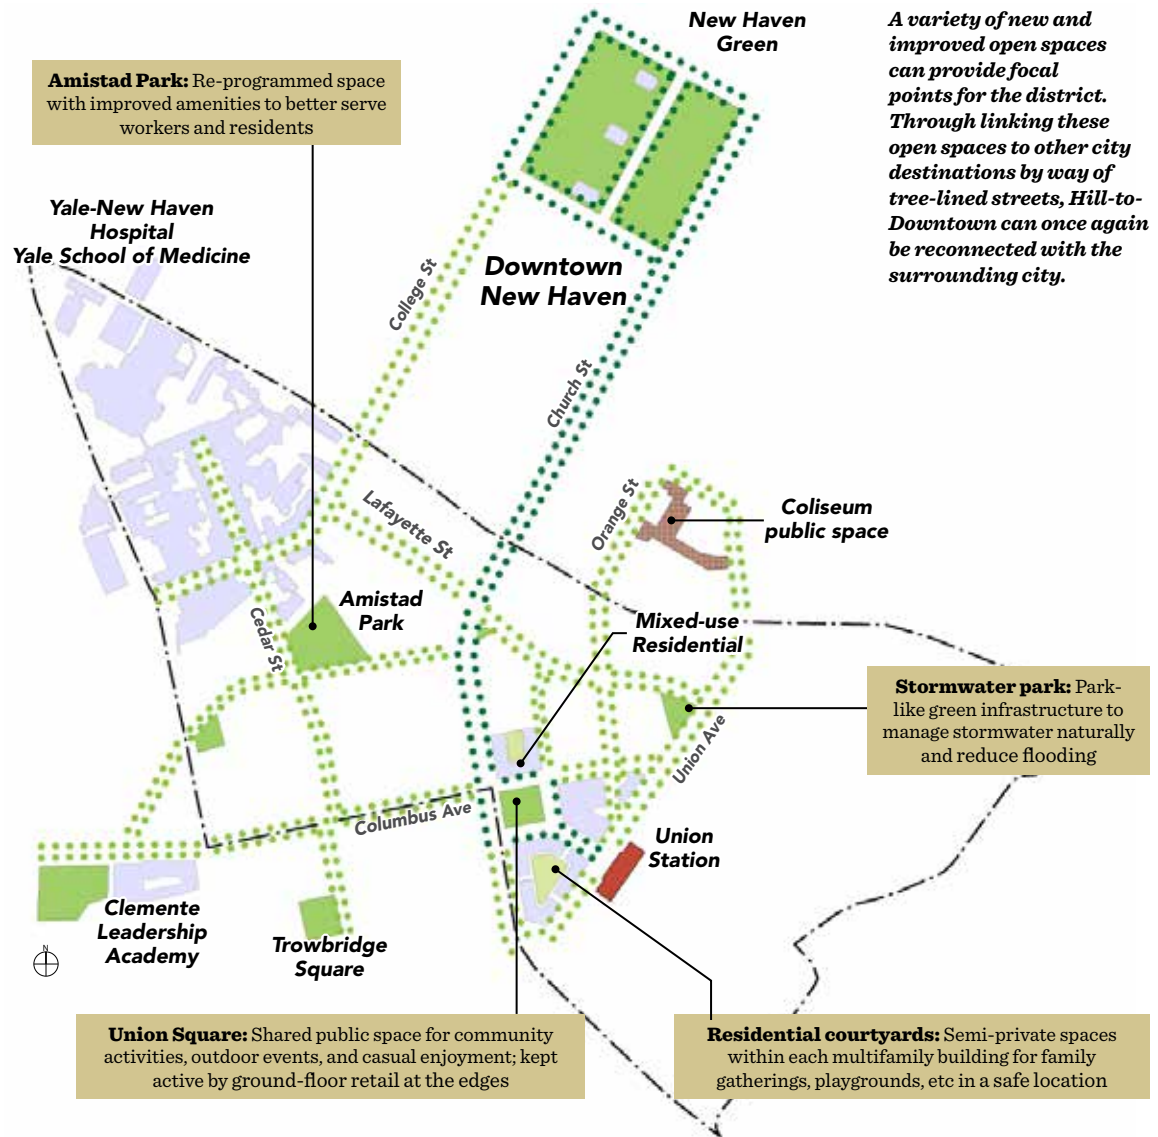 New Haven
Green
A variety of new and
improved open spaces
can provide focal
points for the district.
Through linking these
open spaces to other city
destinations by way of
tree-lined streets, Hill-to-
Downtown can once again
be reconnected with the
surrounding city.
Amistad Park: Re-programmed space
with improved amenities to better serve
workers and residents
Yale-New Haven
Hospital
Yale School of Medicine
Downtown
New Haven
College St
Church St
Lafayette St
Orange St
Coliseum
public space
Amistad
Park
Cedar St
Mixed-use
Residential
Stormwater park: Park-
like green infrastructure to
manage stormwater naturally
and reduce flooding
Union Ave
Columbus Ave
Union
Station
Clemente
Leadership
Academy
Trowbridge
Square
N
Union Square: Shared public space for community
activities, outdoor events, and casual enjoyment; kept
active by ground-floor retail at the edges
Residential courtyards: Semi-private spaces
within each multifamily building for family
gatherings, playgrounds, etc in a safe location